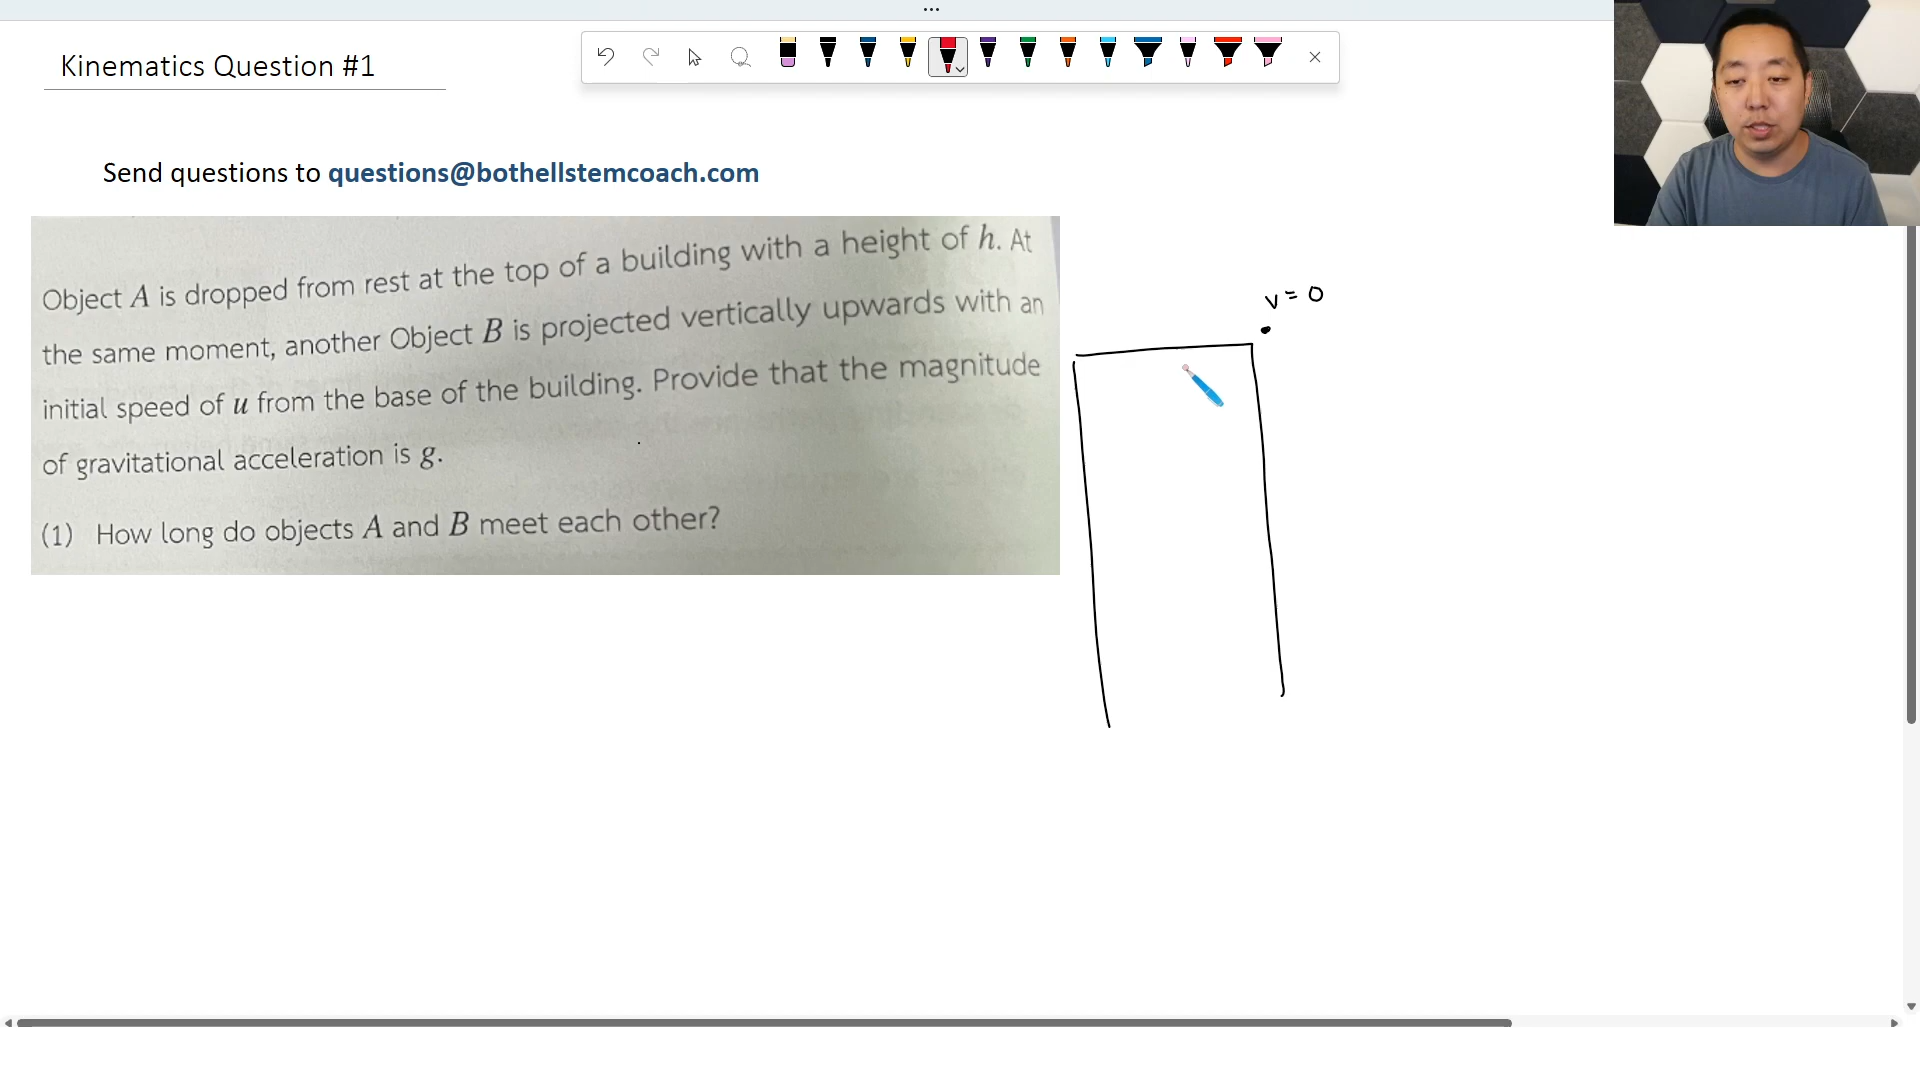 Kinematics Question #1
Send questions to questions@bothellstemcoach.com
Object A is dropped from rest at the top of a building with a height of h. At
the same moment, another Object B is projected vertically upwards with an
initial speed of u from the base of the building. Provide that the magnitude
of gravitational acceleration is g.
(1) How long do objects A and B meet each other?
v = 0